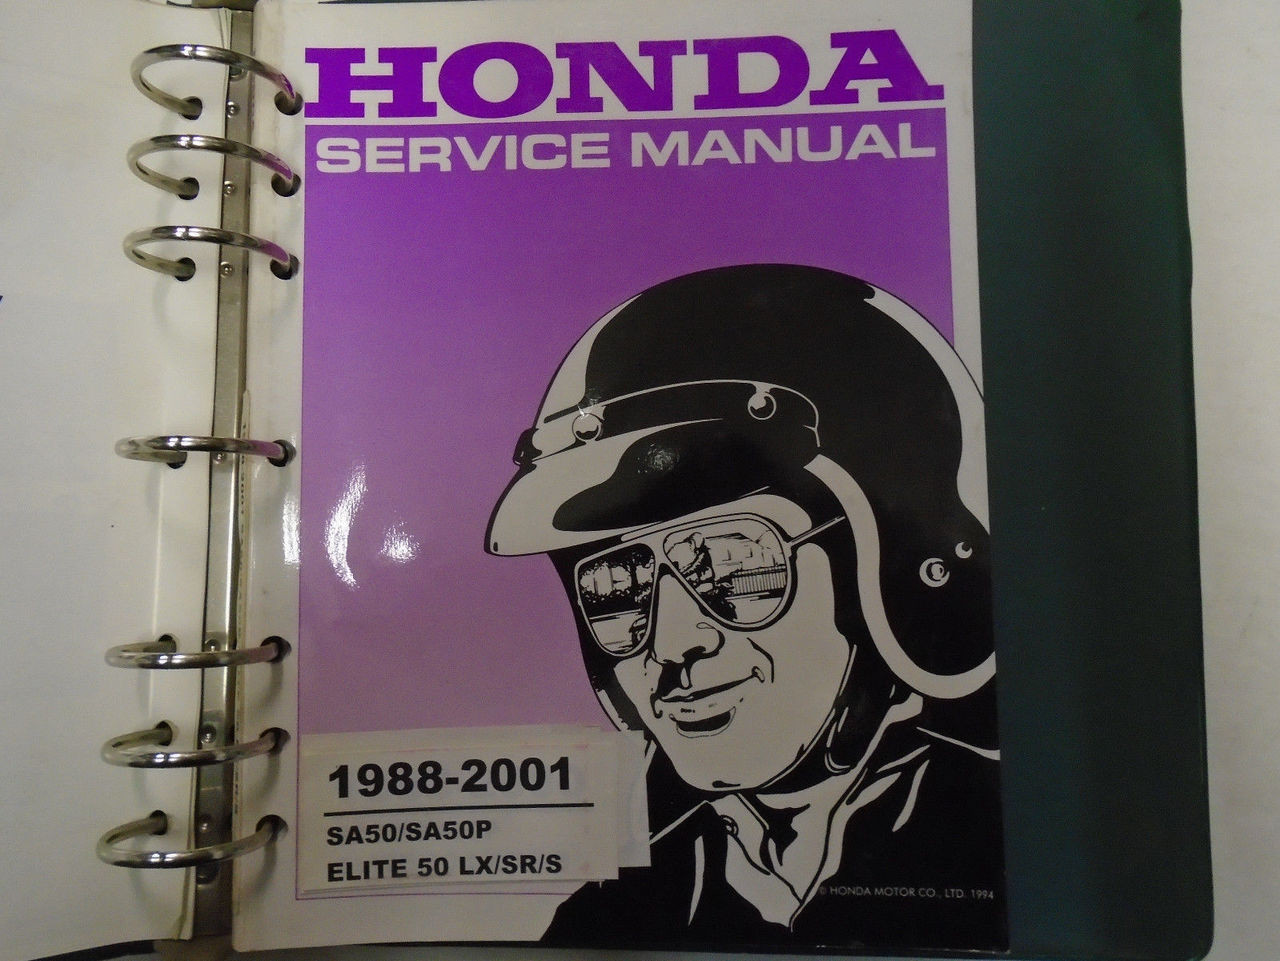 HONDA
SERVICE MANUAL
1988-2001
SA50/SA50P
ELITE 50 LX/SR/S
© HONDA MOTOR CO., LTD. 1994